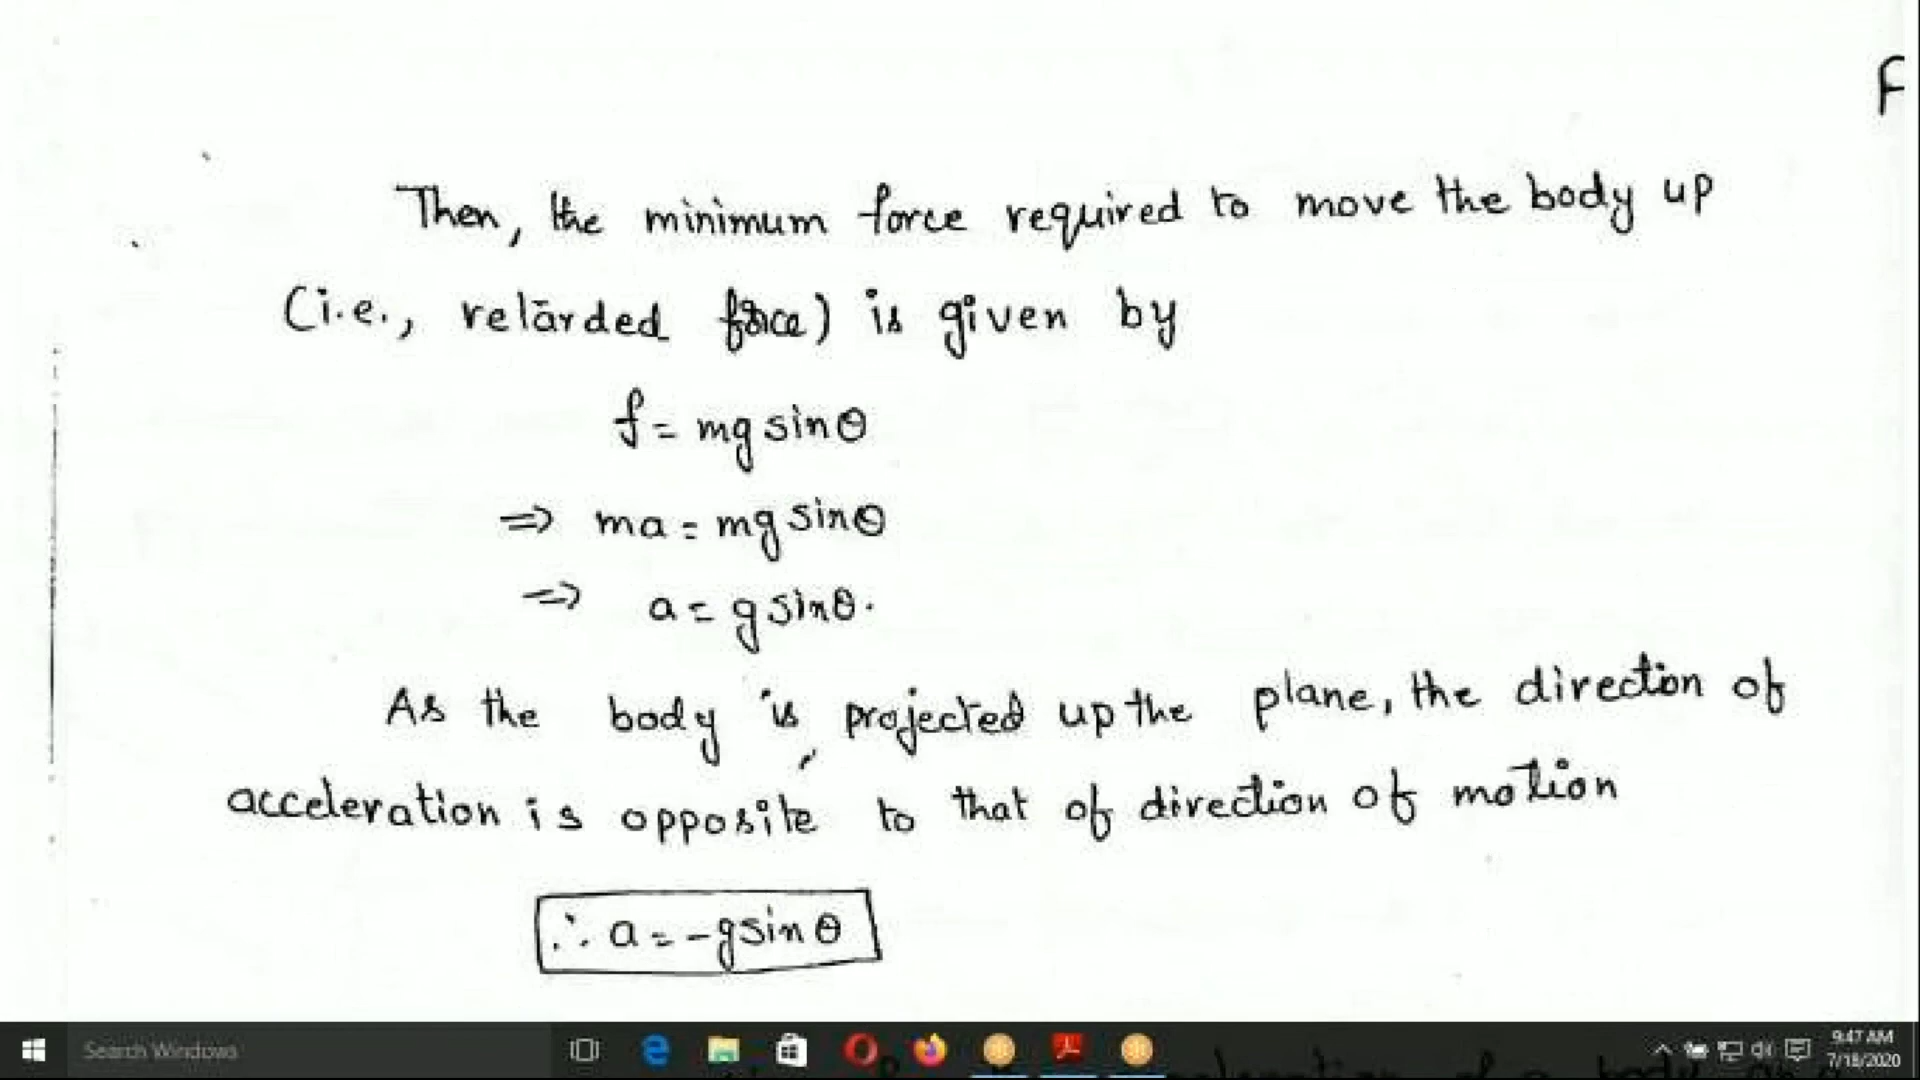 F
Then, the minimum force required to move the body up
(i.e., retarded force) is given by
f = mg sinθ
⇒ ma = mg sinθ
⇒ a = g sinθ.
As the body is projected up the plane, the direction of
acceleration is opposite to that of direction of motion
∴ a = -g sin θ
Search Windows
9:47 AM
7/18/2020